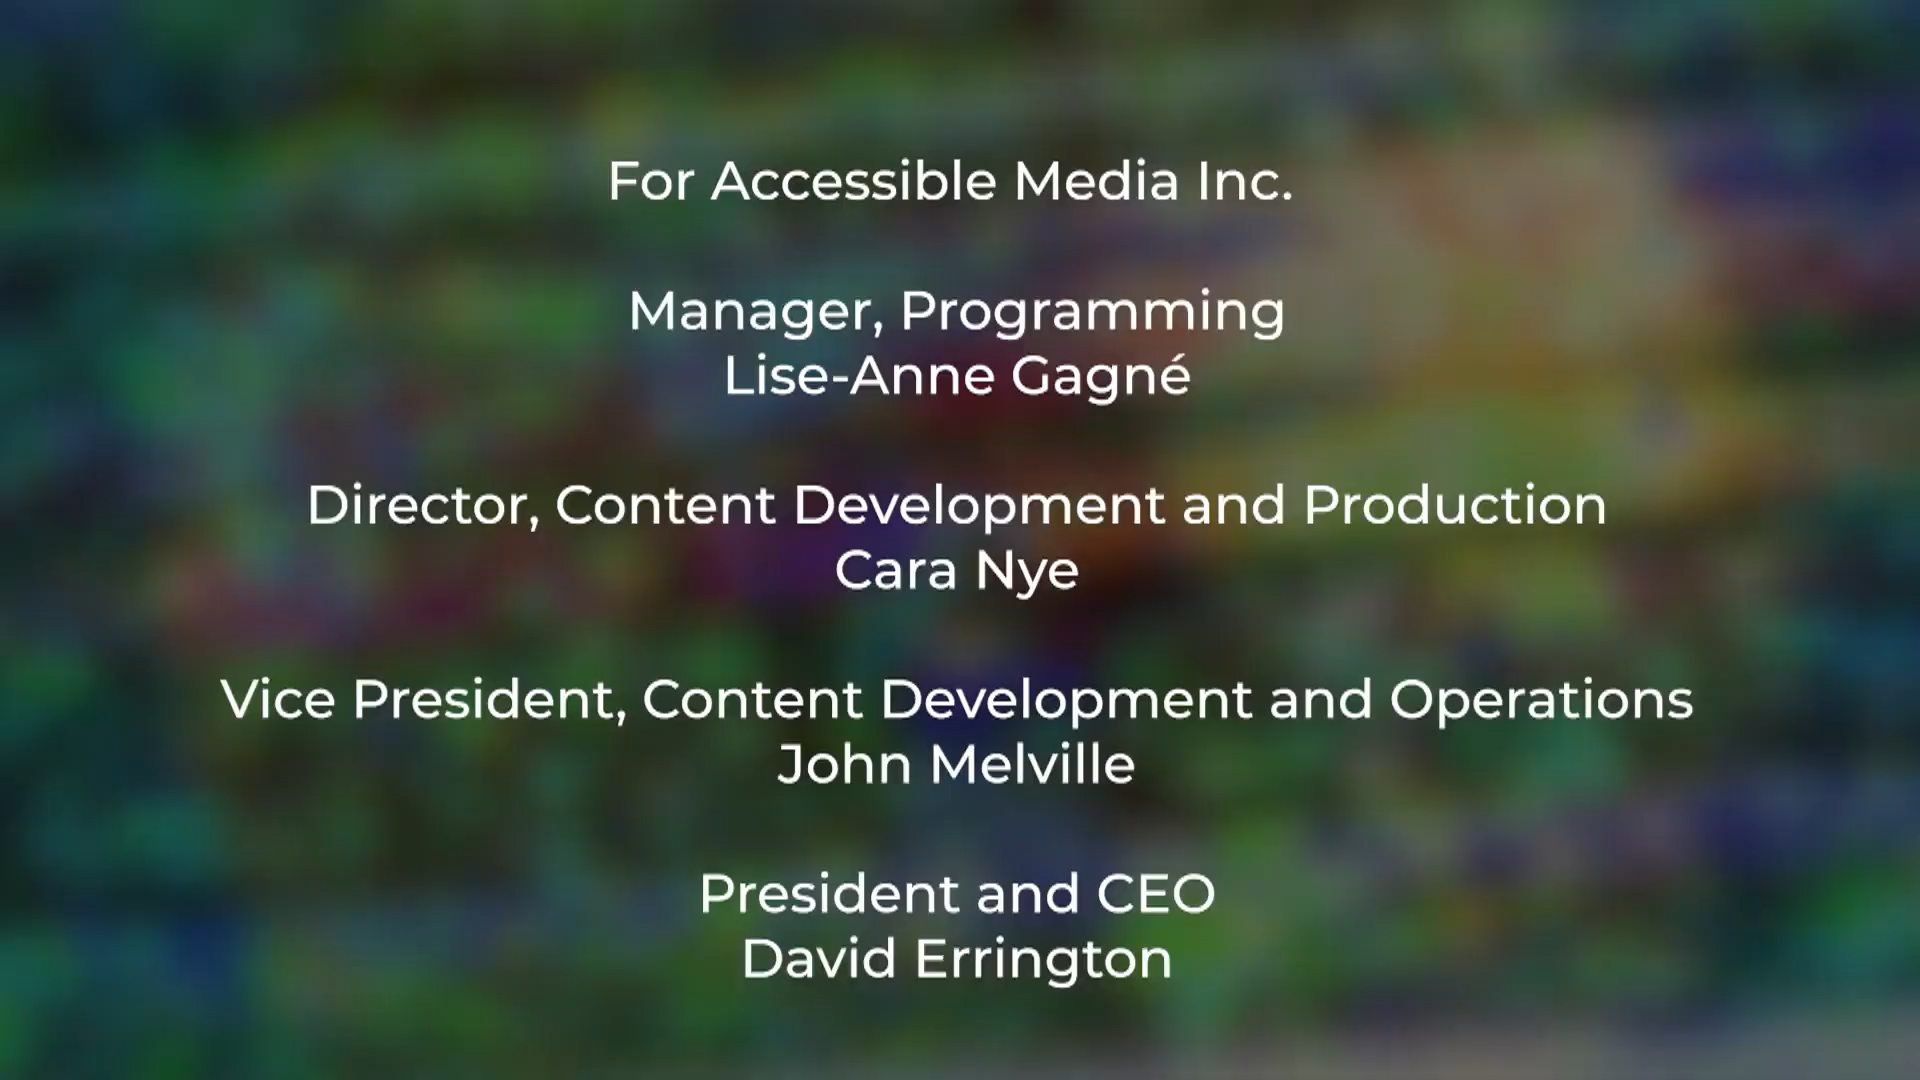 For Accessible Media Inc.
Manager, Programming
Lise-Anne Gagné
Director, Content Development and Production
Cara Nye
Vice President, Content Development and Operations
John Melville
President and CEO
David Errington